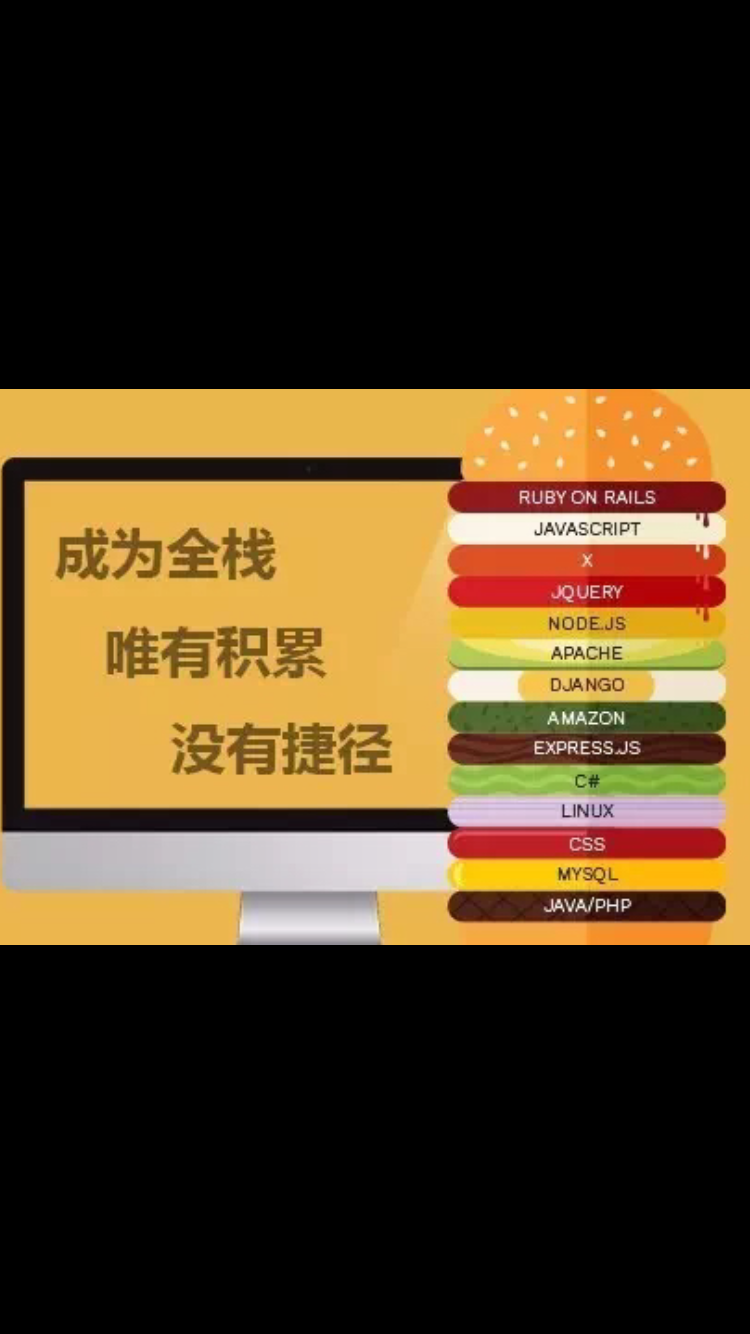 成为全栈
唯有积累
没有捷径
RUBY ON RAILS
JAVASCRIPT
X
JQUERY
NODE.JS
APACHE
DJANGO
AMAZON
EXPRESS.JS
C#
LINUX
CSS
MYSQL
JAVA/PHP